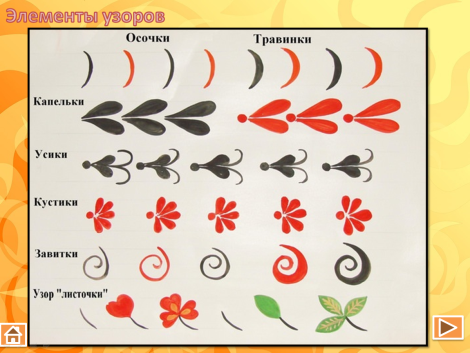 Элементы узоров
Осочки Травинки
Капельки
Усики
Кустики
Завитки
Узор "листочки"